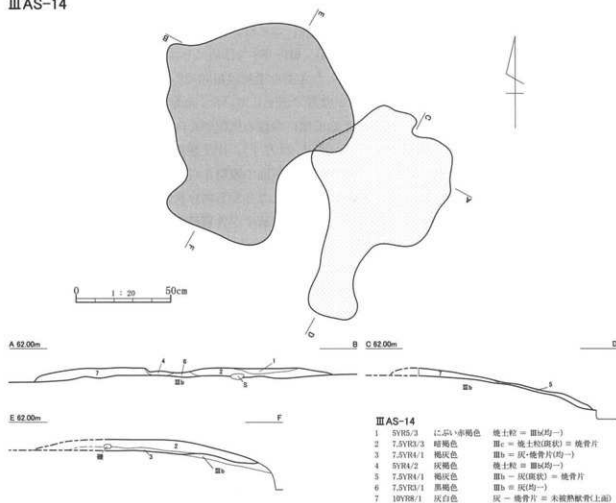 ⅢAS-14
E
B
C
A
F
D
0 1 : 20 50cm
A 62.00m B C 62.00m D
4 6 1 5
7 2 7
Ⅲb S Ⅲb
E 62.00m F
2
3 Ⅲb
ⅢAS-14
1 5YR5/3 にぶい赤褐色 焼土粒 = Ⅲb(均一)
2 7.5YR3/3 暗褐色 Ⅲc = 焼土粒(斑状) ≡ 焼骨片
3 7.5YR4/1 褐灰色 Ⅲb = 灰・焼骨片(均一)
4 5YR4/2 灰褐色 焼土粒 ≡ Ⅲb(均一)
5 7.5YR4/1 褐灰色 Ⅲb − 灰(斑状) = 焼骨片
6 7.5YR3/1 黒褐色 Ⅲb ≡ 灰(均一)
7 10YR8/1 灰白色 灰 − 焼骨片 = 未被熱獣骨(上面)